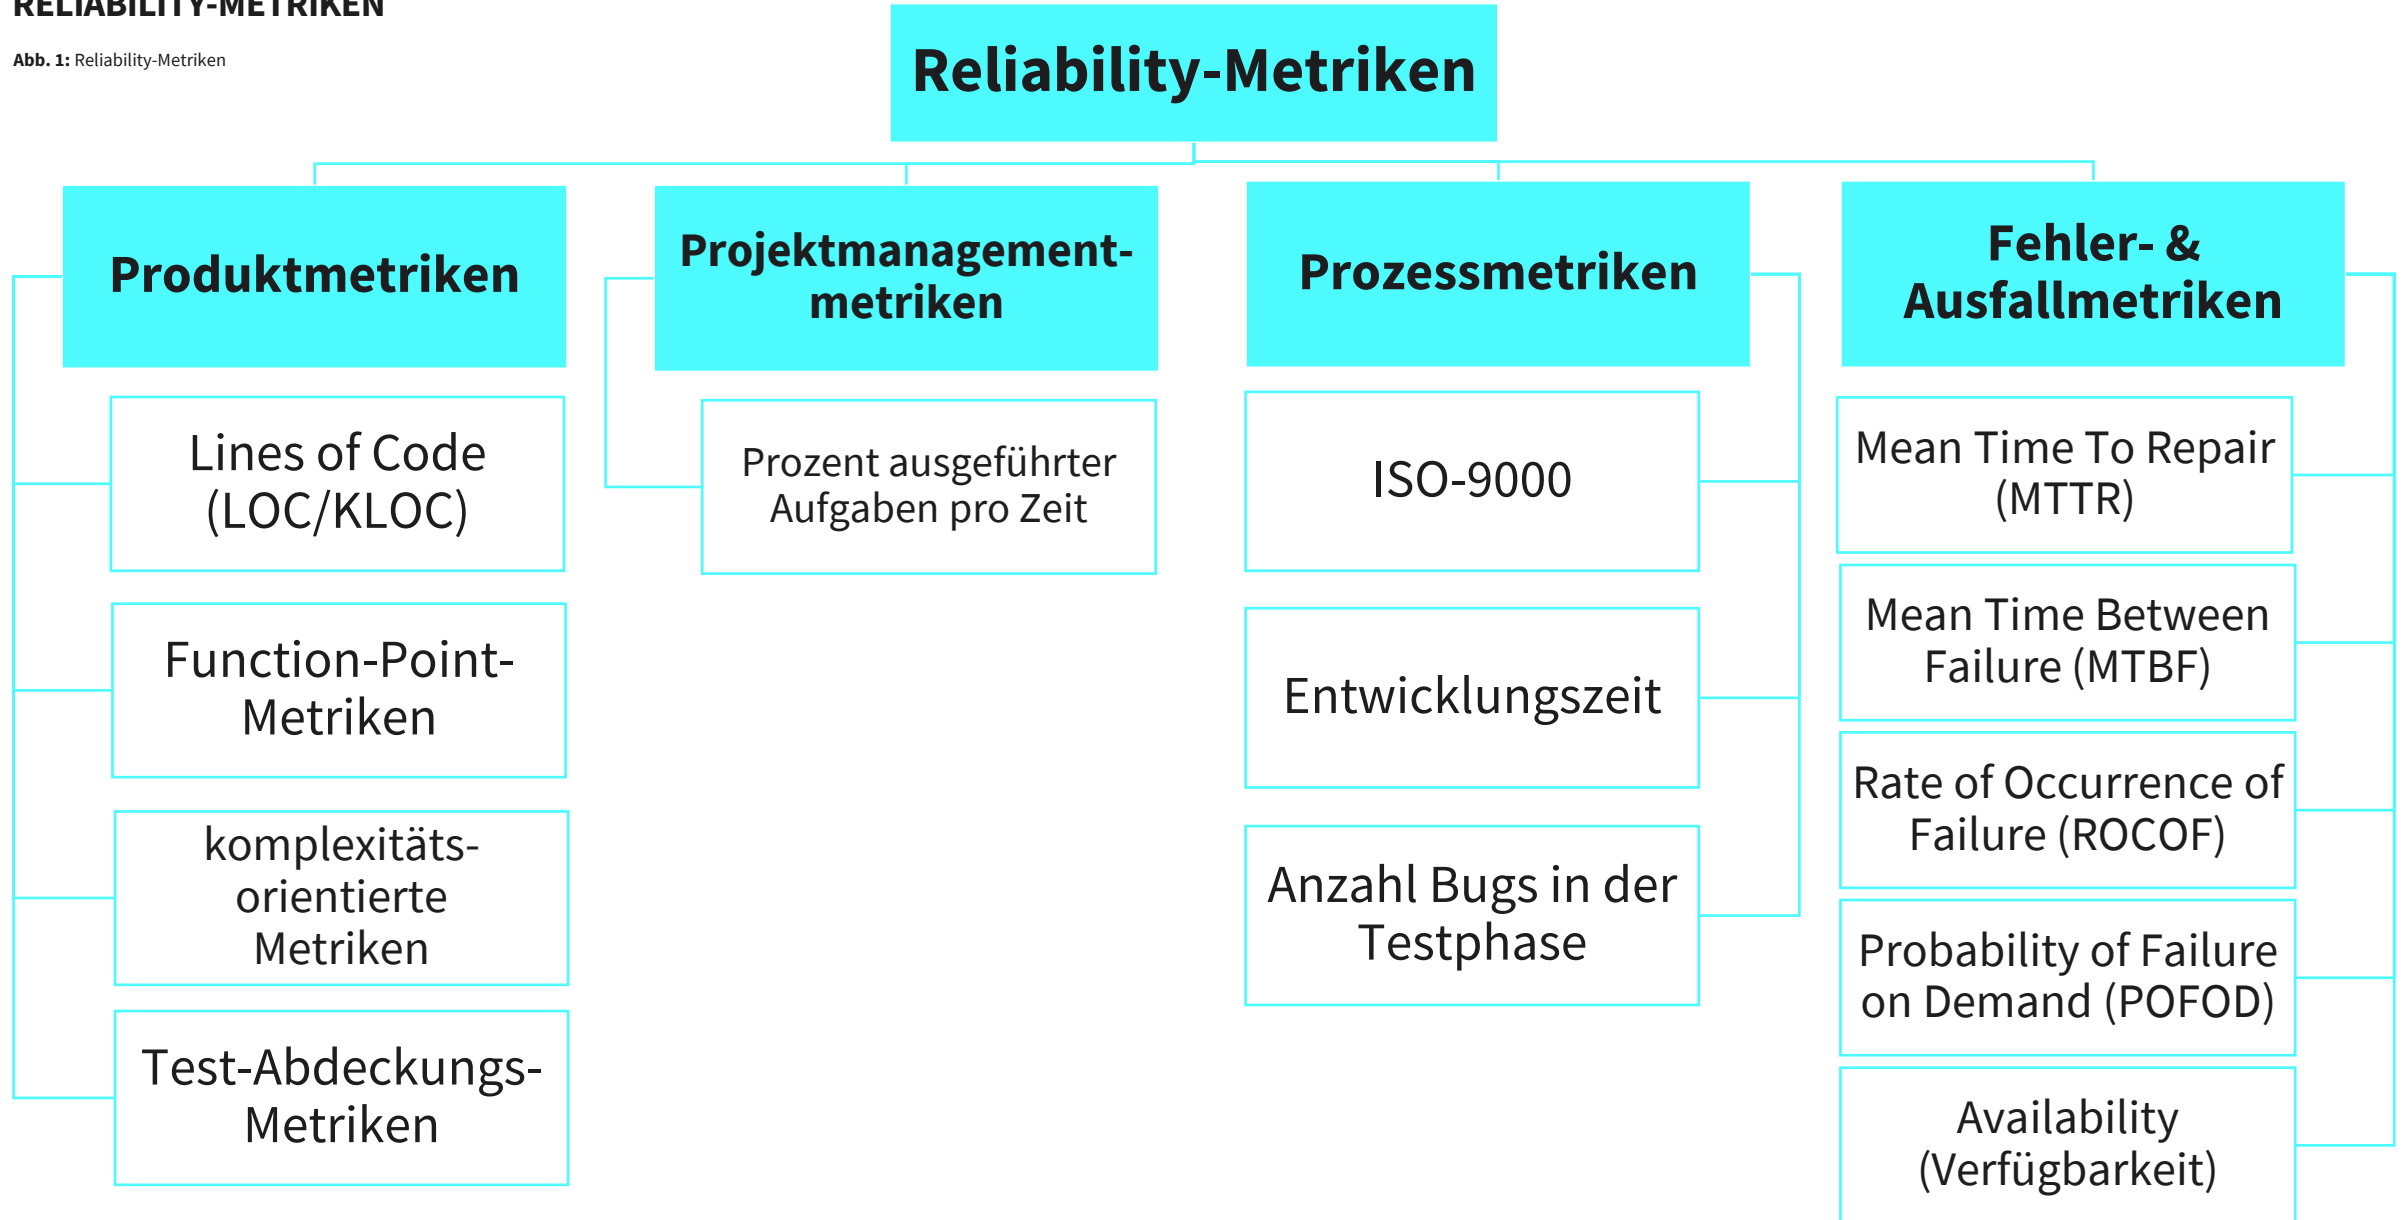 RELIABILITY-METRIKEN
Abb. 1: Reliability-Metriken
Reliability-Metriken
Produktmetriken
Lines of Code
(LOC/KLOC)
Function-Point-
Metriken
komplexitäts-
orientierte
Metriken
Test-Abdeckungs-
Metriken
Projektmanagement-
metriken
Prozent ausgeführter
Aufgaben pro Zeit
Prozessmetriken
ISO-9000
Entwicklungszeit
Anzahl Bugs in der
Testphase
Fehler- &
Ausfallmetriken
Mean Time To Repair
(MTTR)
Mean Time Between
Failure (MTBF)
Rate of Occurrence of
Failure (ROCOF)
Probability of Failure
on Demand (POFOD)
Availability
(Verfügbarkeit)